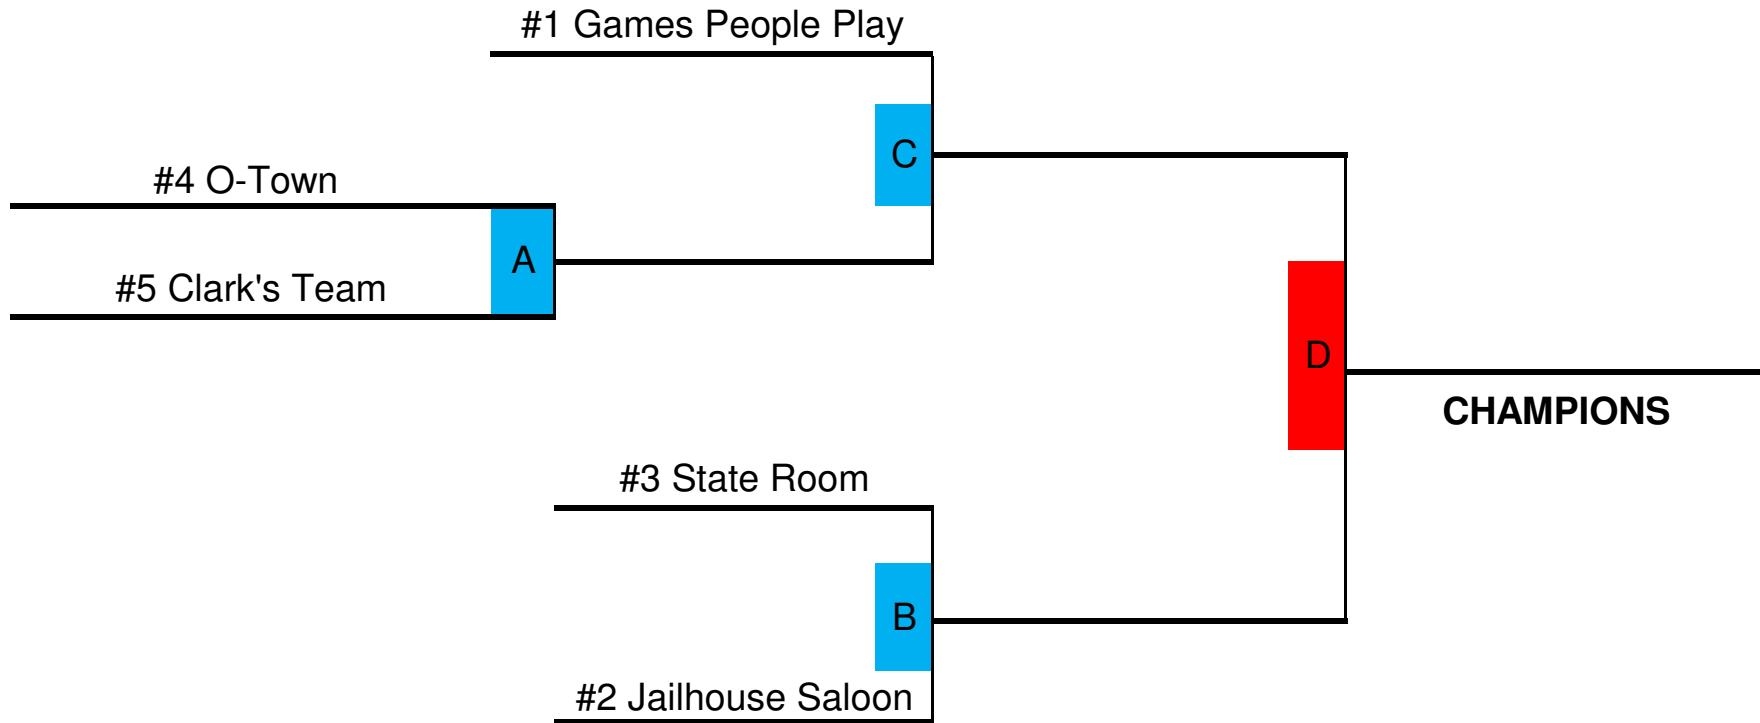 #1 Games People Play
C
#4 O-Town
A
#5 Clark's Team
D
CHAMPIONS
#3 State Room
B
#2 Jailhouse Saloon